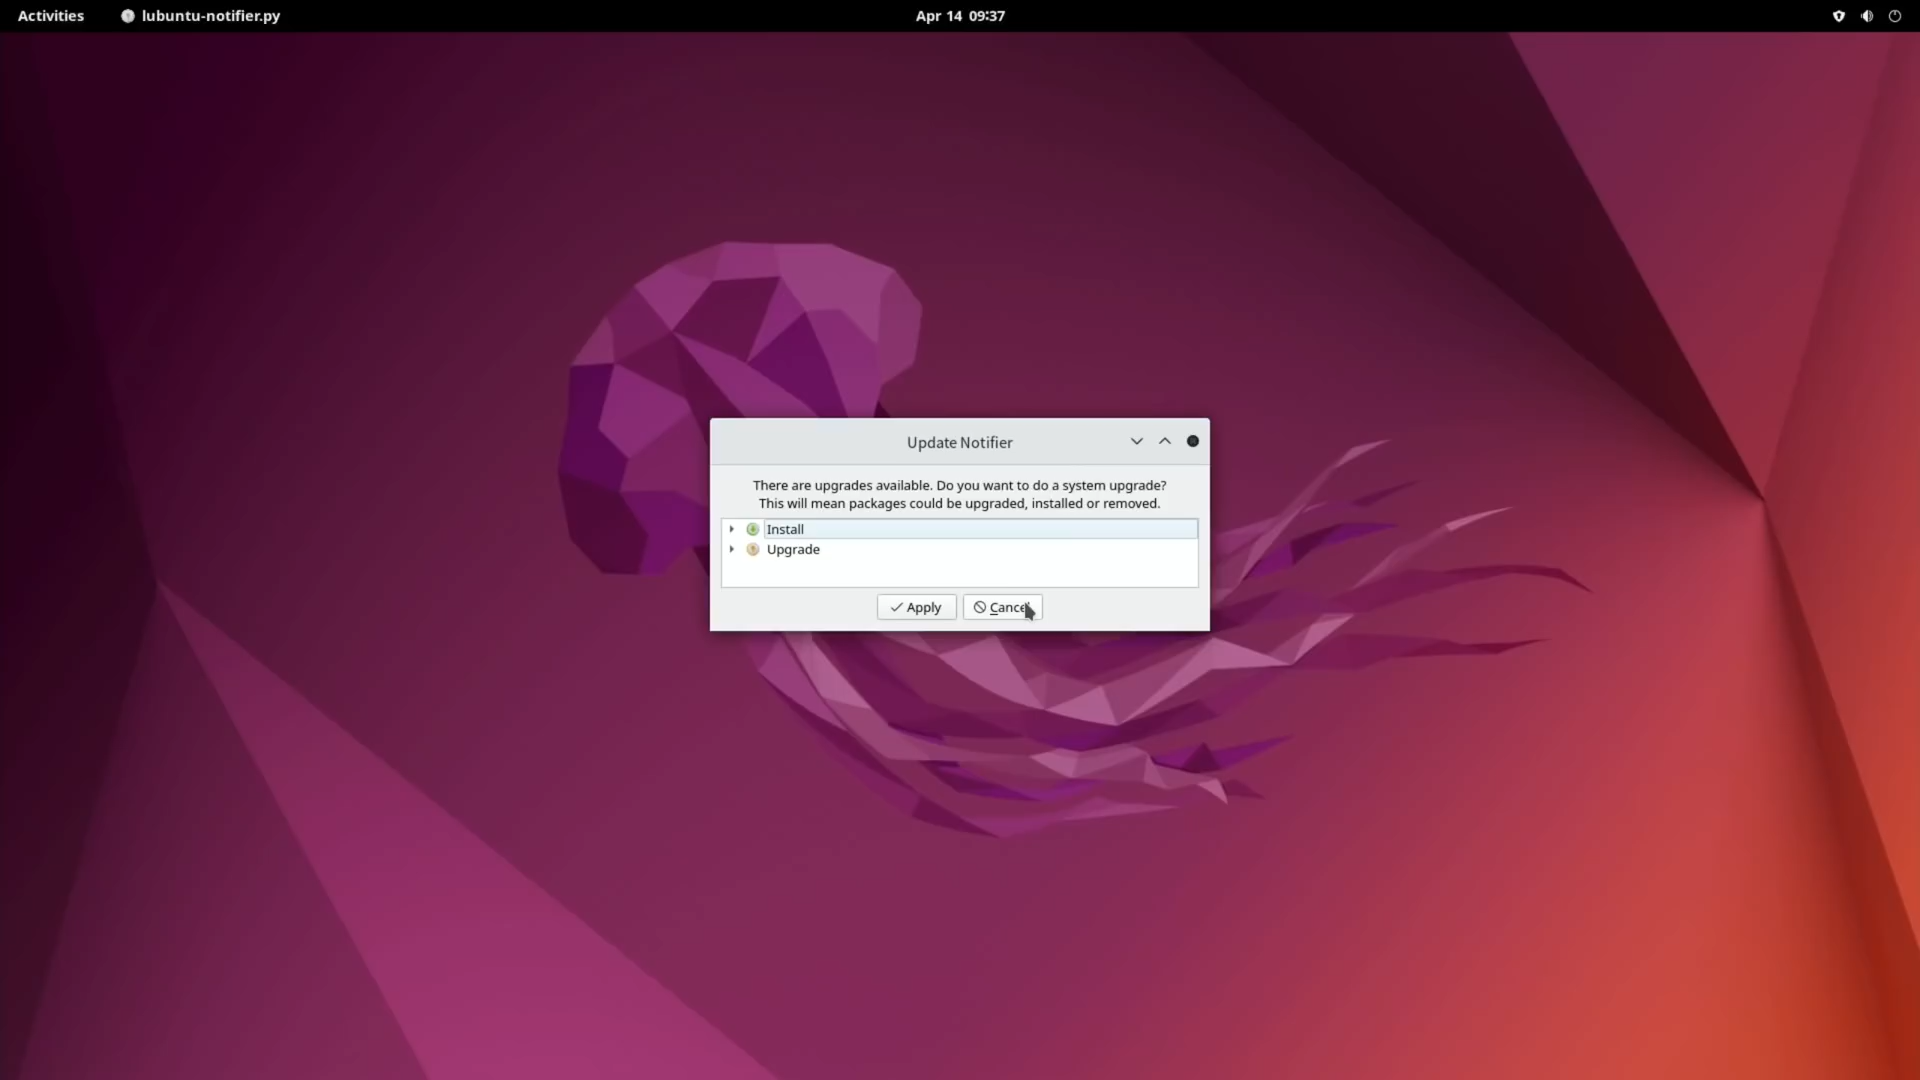 Activities lubuntu-notifier.py Apr 14 09:37
Update Notifier
There are upgrades available. Do you want to do a system upgrade?
This will mean packages could be upgraded, installed or removed.
Install
Upgrade
Apply Cancel